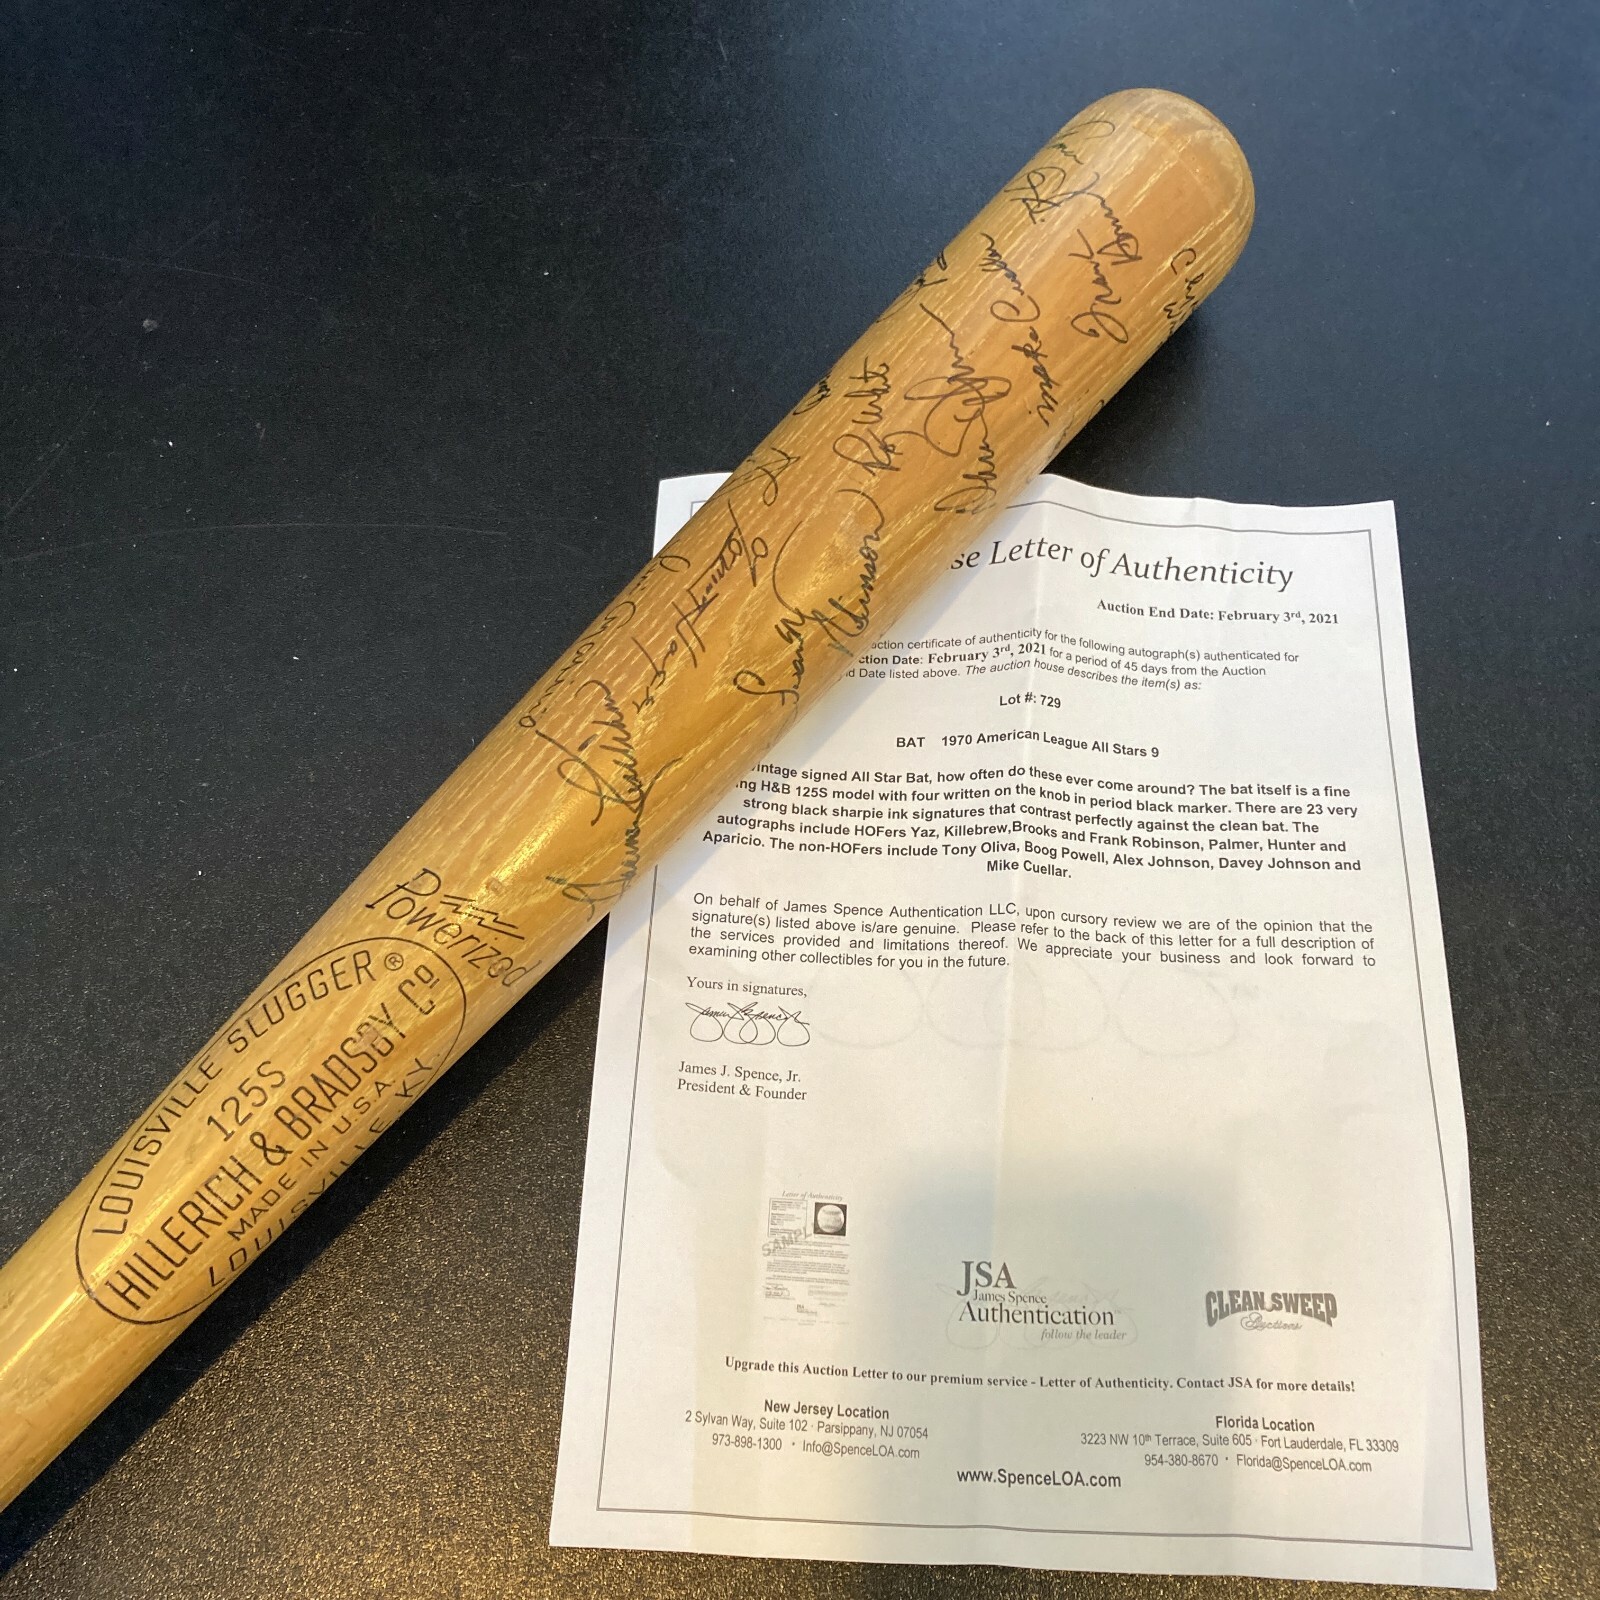 Powerized
LOUISVILLE SLUGGER ®
125S
HILLERICH & BRADSBY Co
MADE IN U.S.A.
LOUISVILLE, KY.
Frank
Mike Cuellar
Roy White
se Letter of Authenticity
Auction End Date: February 3rd, 2021
certificate of authenticity for the following autograph(s) authenticated for
Date: February 3rd, 2021 for a period of 45 days from the Auction
Date listed above. The auction house describes the item(s) as:
Lot #: 729
BAT 1970 American League All Stars 9
intage signed All Star Bat, how often do these ever come around? The bat itself is a fine
ng H&B 125S model with four written on the knob in period black marker. There are 23 very
strong black sharpie ink signatures that contrast perfectly against the clean bat. The
autographs include HOFers Yaz, Killebrew,Brooks and Frank Robinson, Palmer, Hunter and
Aparicio. The non-HOFers include Tony Oliva, Boog Powell, Alex Johnson, Davey Johnson and
Mike Cuellar.
On behalf of James Spence Authentication LLC, upon cursory review we are of the opinion that the
signature(s) listed above is/are genuine. Please refer to the back of this letter for a full description of
the services provided and limitations thereof. We appreciate your business and look forward to
examining other collectibles for you in the future.
Yours in signatures,
James J. Spence, Jr.
President & Founder
Letter of Authenticity
SAMPL
JSA
James Spence
Authentication
follow the leader
CLEAN SWEEP
Auctions
Upgrade this Auction Letter to our premium service - Letter of Authenticity. Contact JSA for more details!
New Jersey Location
2 Sylvan Way, Suite 102 · Parsippany, NJ 07054
973-898-1300 · Info@SpenceLOA.com
Florida Location
3223 NW 10th Terrace, Suite 605 · Fort Lauderdale, FL 33309
954-380-8670 · Florida@SpenceLOA.com
www.SpenceLOA.com